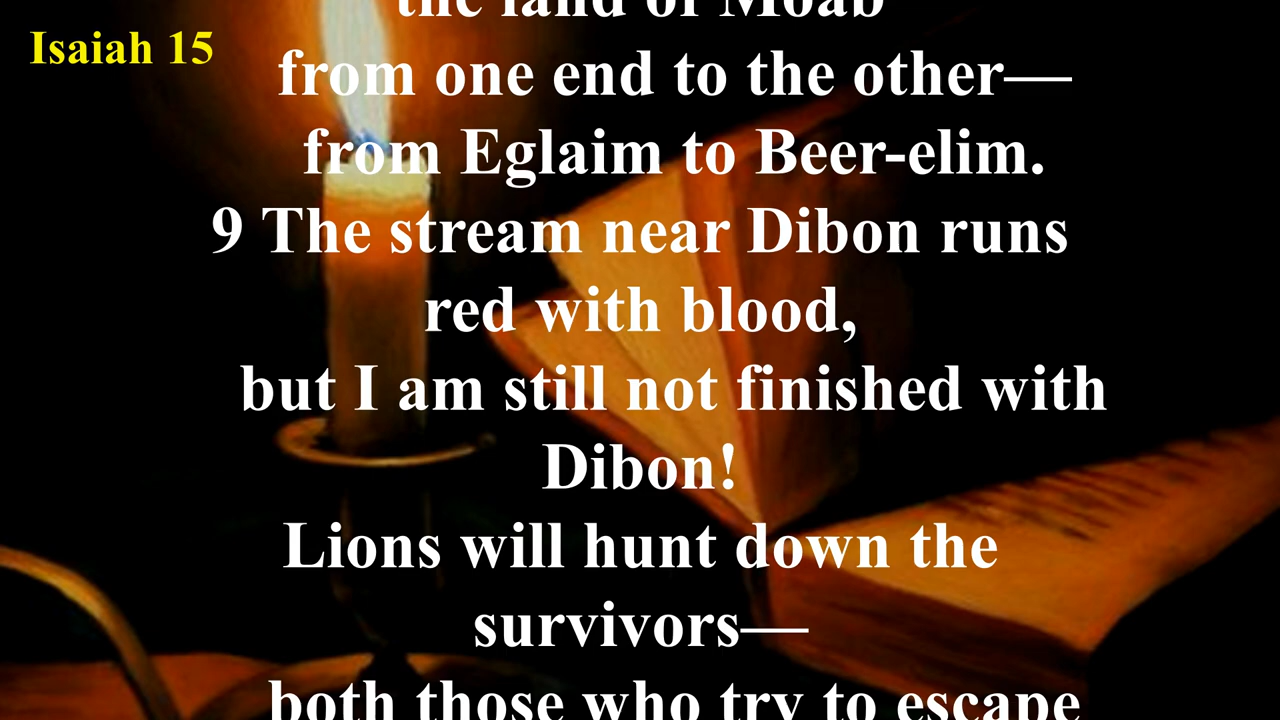 Isaiah 15
the land of Moab
from one end to the other—
from Eglaim to Beer-elim.
9 The stream near Dibon runs
red with blood,
but I am still not finished with
Dibon!
Lions will hunt down the
survivors—
both those who try to escape